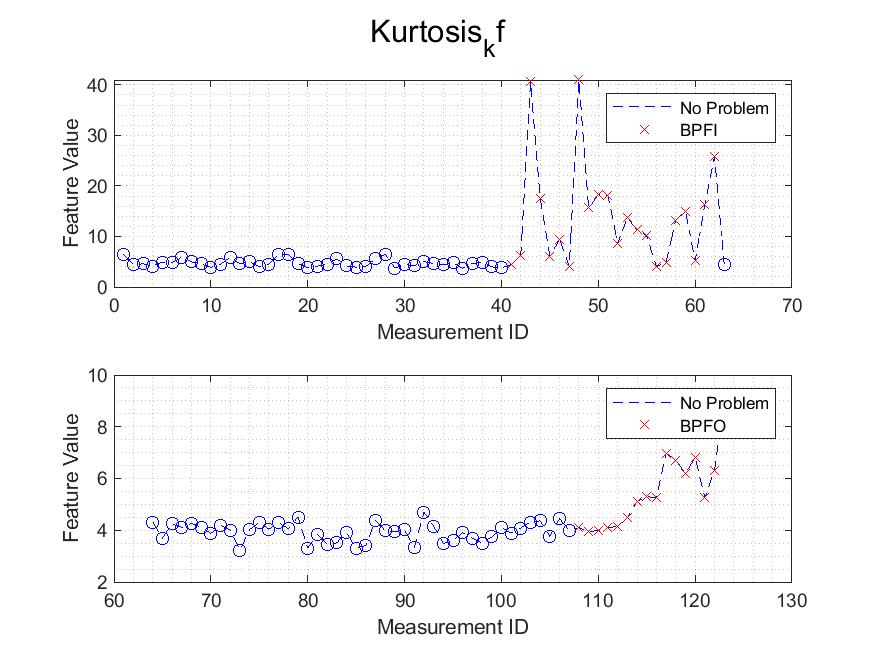 Kurtosis_kf
40
30
20
10
0
Feature Value
No Problem
BPFI
0 10 20 30 40 50 60 70
Measurement ID
10
8
6
4
2
Feature Value
No Problem
BPFO
60 70 80 90 100 110 120 130
Measurement ID